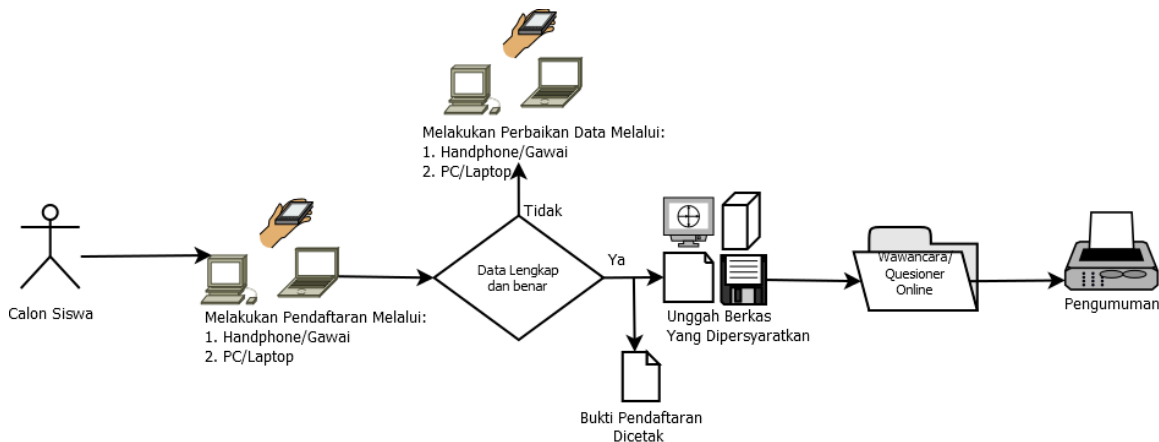 Melakukan Perbaikan Data Melalui:
1. Handphone/Gawai
2. PC/Laptop
Tidak
Calon Siswa
Melakukan Pendaftaran Melalui:
1. Handphone/Gawai
2. PC/Laptop
Data Lengkap
dan benar
Ya
Unggah Berkas
Yang Dipersyaratkan
Bukti Pendaftaran
Dicetak
Wawancara/
Quesioner
Online
Pengumuman